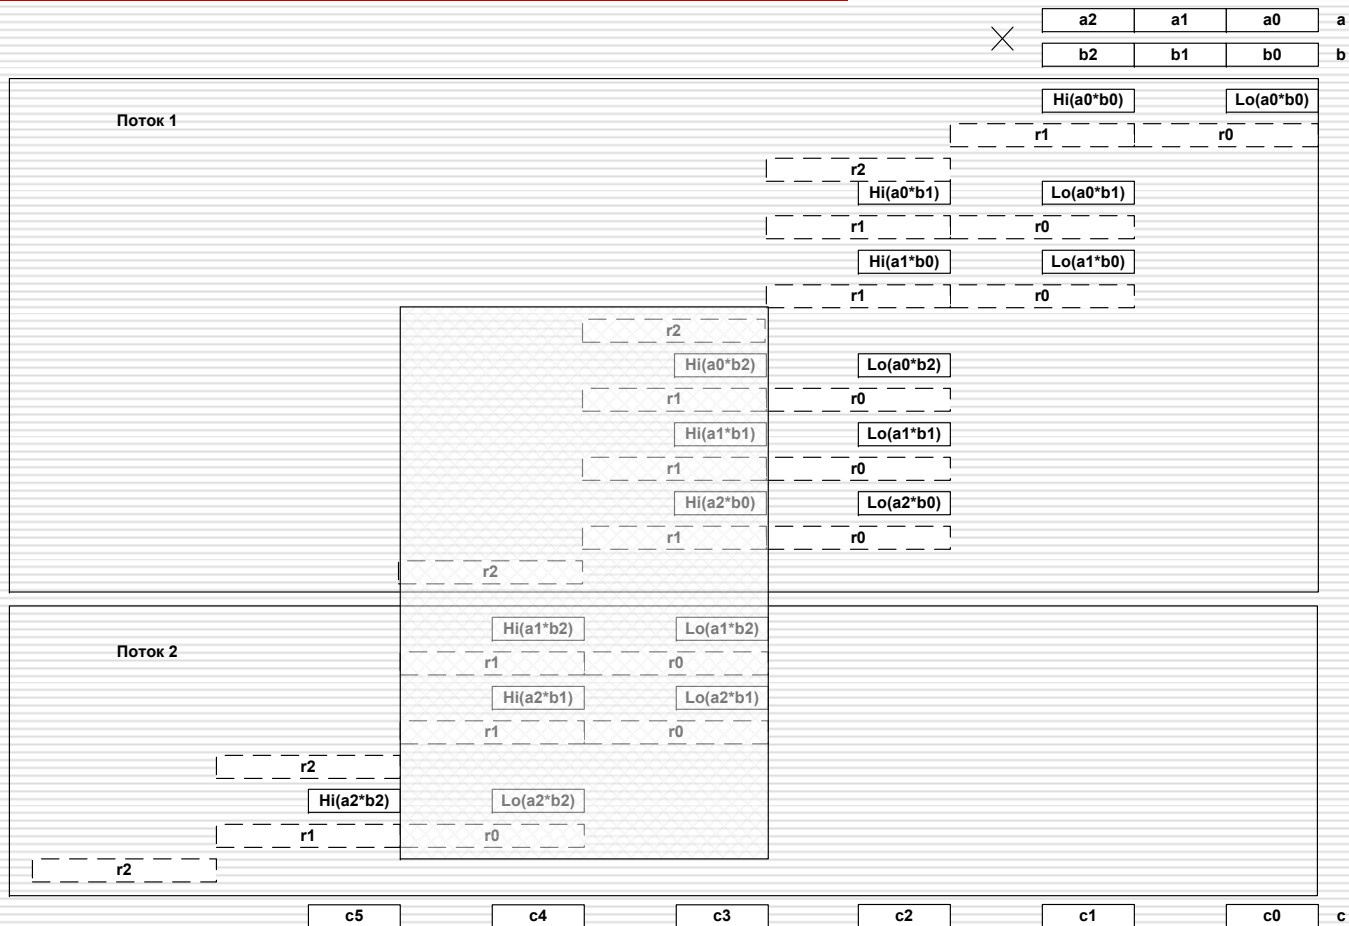 a2 a1 a0 a
b2 b1 b0 b
Hi(a0*b0) Lo(a0*b0)
Поток 1
r1 r0
r2
Hi(a0*b1) Lo(a0*b1)
r1 r0
Hi(a1*b0) Lo(a1*b0)
r1 r0
r2
Hi(a0*b2) Lo(a0*b2)
r1 r0
Hi(a1*b1) Lo(a1*b1)
r1 r0
Hi(a2*b0) Lo(a2*b0)
r1 r0
r2
Hi(a1*b2) Lo(a1*b2)
Поток 2
r1 r0
Hi(a2*b1) Lo(a2*b1)
r1 r0
r2
Hi(a2*b2) Lo(a2*b2)
r1 r0
r2
c5 c4 c3 c2 c1 c0 c